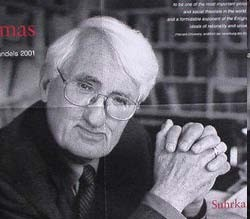 to be one of the most important
and social theorists in the world
and a formidable exponent of the
ideals of rationality and
mas
andels 2001
Suhrka